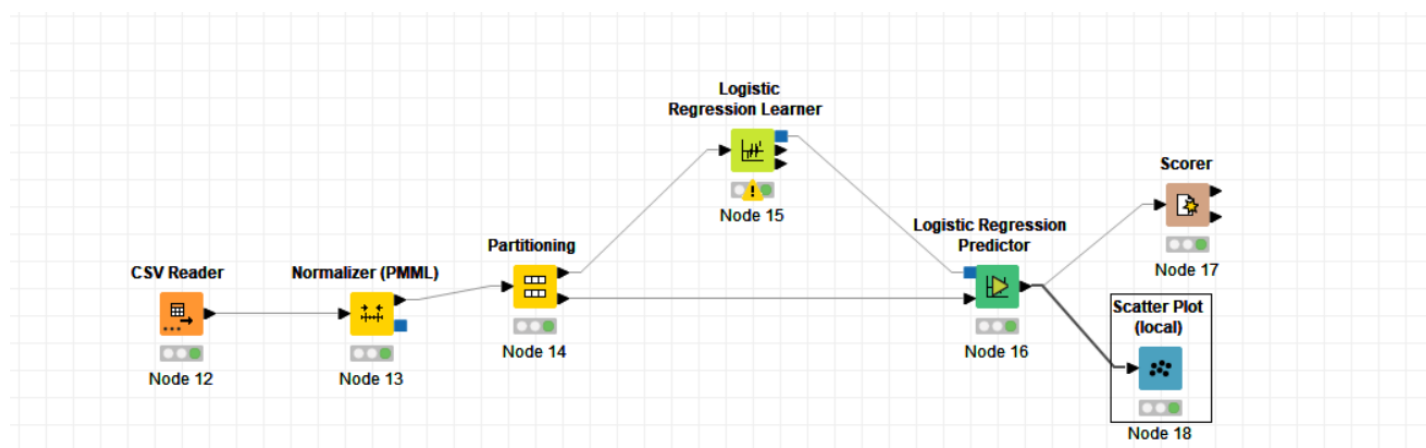 Logistic
Regression Learner
Node 15
Scorer
Node 17
Logistic Regression
Predictor
Node 16
Partitioning
Node 14
CSV Reader
Node 12
Normalizer (PMML)
Node 13
Scatter Plot
(local)
Node 18